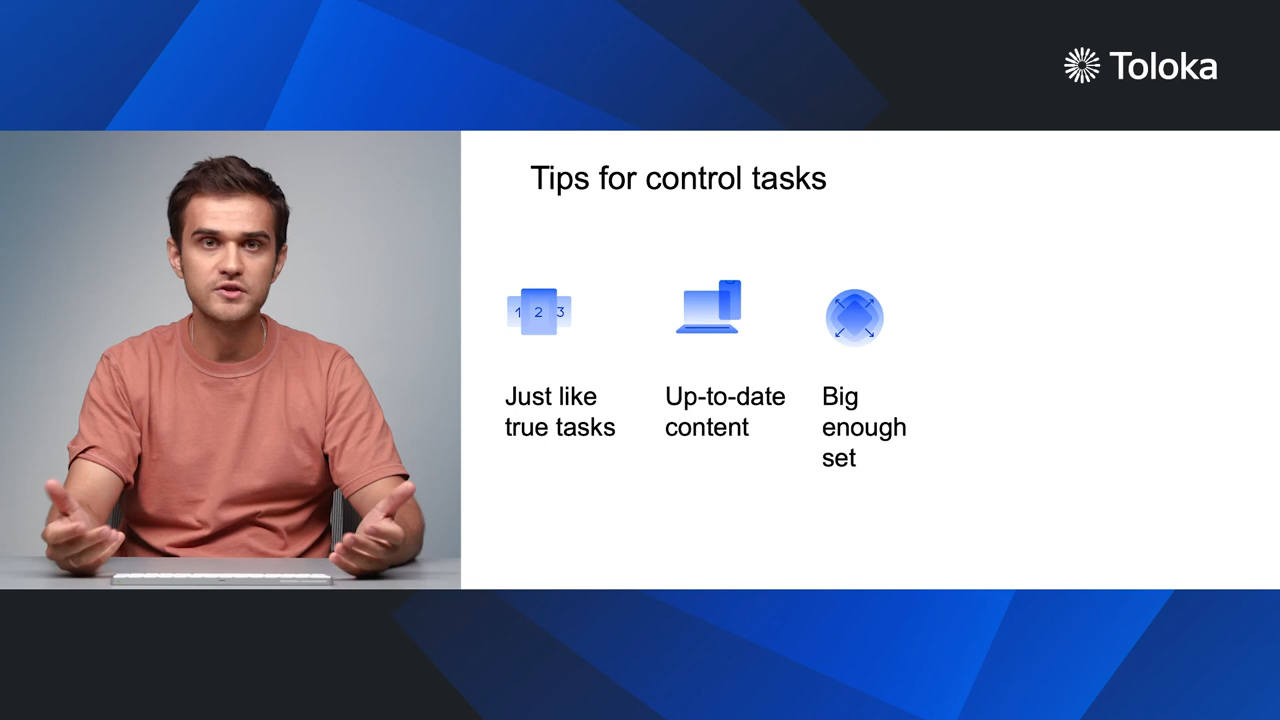 Toloka
Tips for control tasks
1 2 3
Just like
true tasks
Up-to-date
content
Big
enough
set